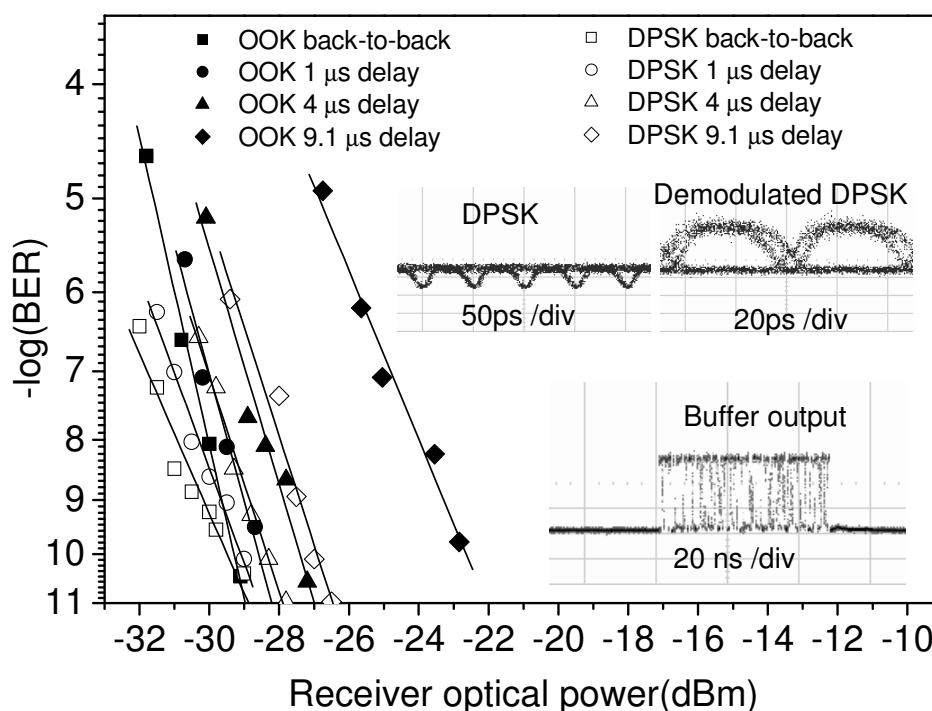 OOK back-to-back
OOK 1 μs delay
OOK 4 μs delay
OOK 9.1 μs delay
DPSK back-to-back
DPSK 1 μs delay
DPSK 4 μs delay
DPSK 9.1 μs delay
DPSK
50ps /div
Demodulated DPSK
20ps /div
Buffer output
20 ns /div
-log(BER)
4
5
6
7
8
9
10
11
-32 -30 -28 -26 -24 -22 -20 -18 -16 -14 -12 -10
Receiver optical power(dBm)